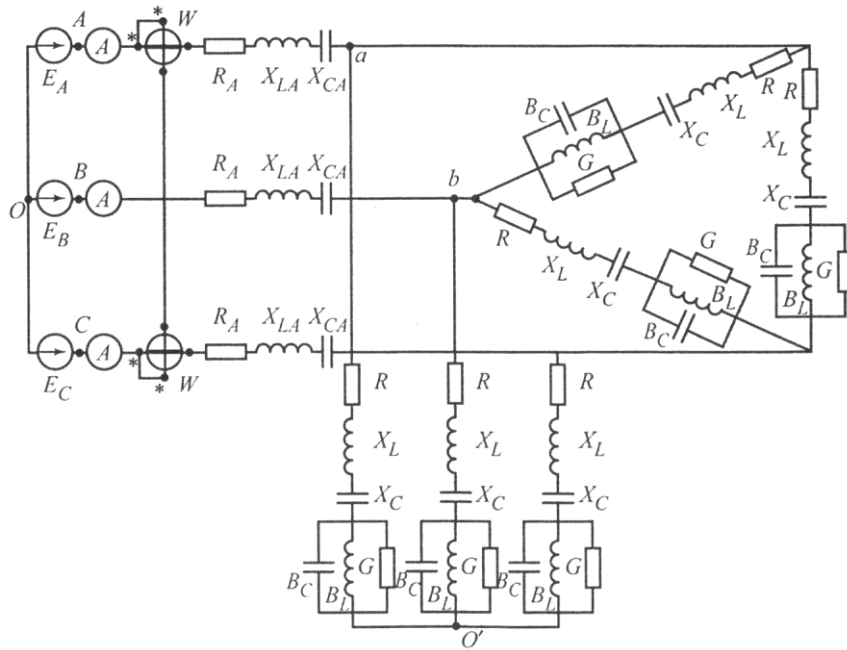 A * W a
* A
E_A R_A X_LA X_CA
B_C B_L X_C X_L R R
G X_L
B R_A X_LA X_CA b X_C
O A
E_B R X_L X_C G B_L B_C
B_C G B_L
C R_A X_LA X_CA
A *
E_C * W
R R R
X_L X_L X_L
X_C X_C X_C
B_C B_L G B_C B_L G B_C B_L G
O'